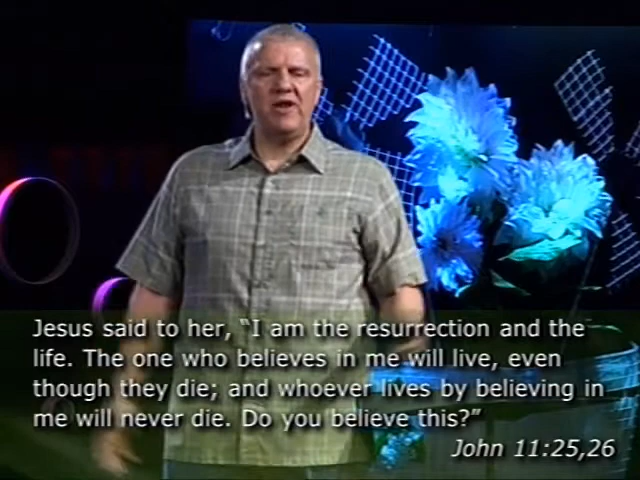 Jesus said to her, “I am the resurrection and the
life. The one who believes in me will live, even
though they die; and whoever lives by believing in
me will never die. Do you believe this?”
John 11:25,26